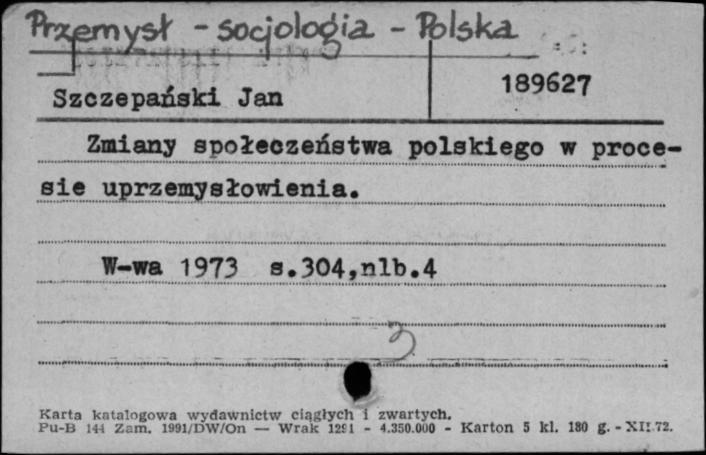 Przemysł - socjologia - Polska
Szczepański Jan
189627
Zmiany społeczeństwa polskiego w proce-
sie uprzemysłowienia.
W-wa 1973 s.304,nlb.4
3
Karta katalogowa wydawnictw ciągłych i zwartych.
Pu-B 144 Zam. 1991/DW/On — Wrak 1291 - 4.350.000 - Karton 5 kl. 180 g. - XII.72.